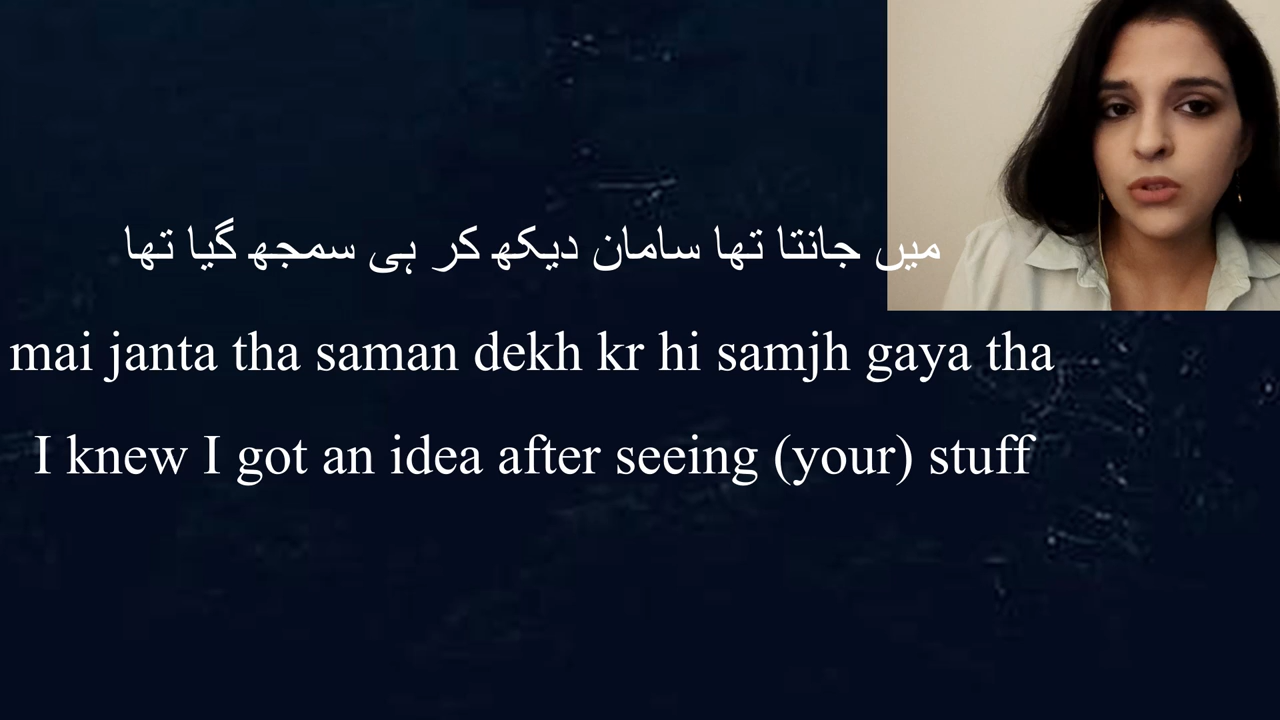 میں جانتا تھا سامان دیکھ کر ہی سمجھ گیا تھا
mai janta tha saman dekh kr hi samjh gaya tha
I knew I got an idea after seeing (your) stuff